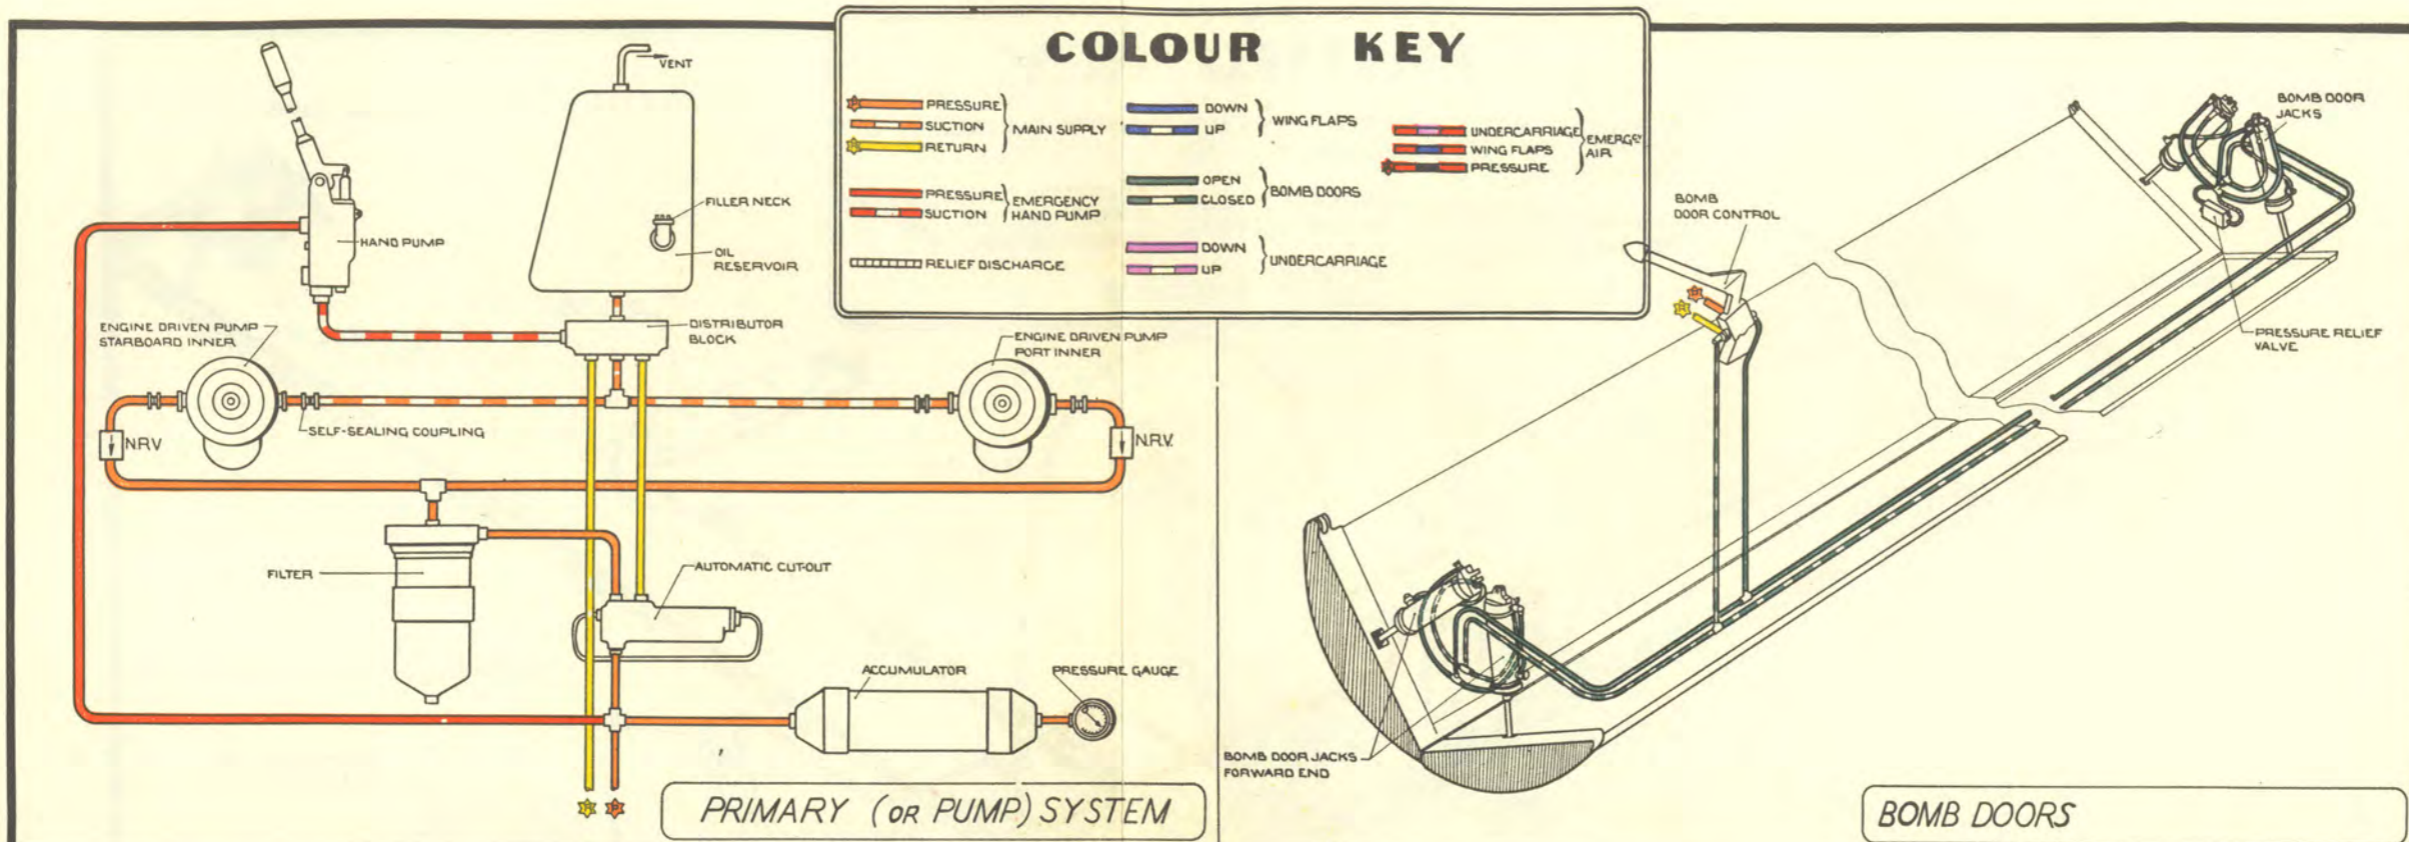 COLOUR KEY
PRESSURE
SUCTION
RETURN
MAIN SUPPLY
PRESSURE
SUCTION
EMERGENCY
HAND PUMP
RELIEF DISCHARGE
DOWN
UP
WING FLAPS
OPEN
CLOSED
BOMB DOORS
DOWN
UP
UNDERCARRIAGE
UNDERCARRIAGE
WING FLAPS
PRESSURE
EMERGE
AIR
VENT
FILLER NECK
OIL
RESERVOIR
HAND PUMP
DISTRIBUTOR
BLOCK
ENGINE DRIVEN PUMP
STARBOARD INNER
ENGINE DRIVEN PUMP
PORT INNER
SELF-SEALING COUPLING
N.R.V
N.R.V.
FILTER
AUTOMATIC CUT-OUT
ACCUMULATOR
PRESSURE GAUGE
PRIMARY (OR PUMP) SYSTEM
BOMB DOOR
JACKS
BOMB
DOOR CONTROL
PRESSURE RELIEF
VALVE
BOMB DOOR JACKS
FORWARD END
BOMB DOORS